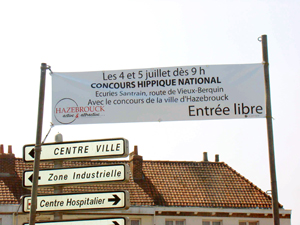 Les 4 et 5 juillet dès 9 h
CONCOURS HIPPIQUE NATIONAL
Ecuries Santrain, route de Vieux-Berquin
Avec le concours de la ville d'Hazebrouck
HAZEBROUCK
Entrée libre
CENTRE VILLE
Zone Industrielle
Centre Hospitalier